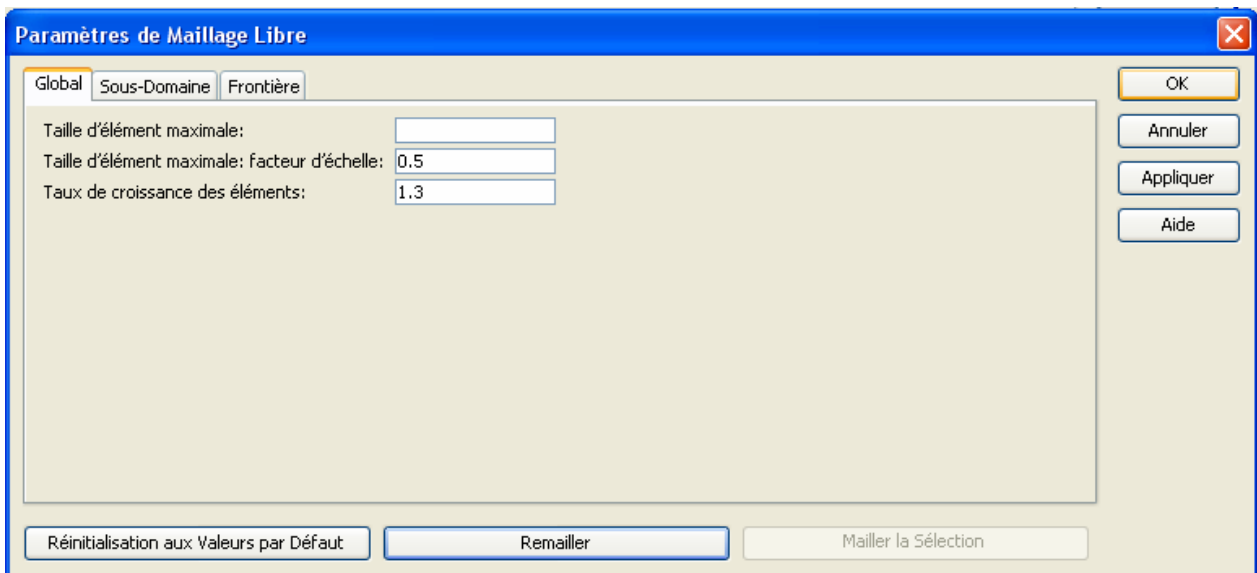 Paramètres de Maillage Libre
Global Sous-Domaine Frontière
OK
Annuler
Appliquer
Aide
Taille d'élément maximale:
Taille d'élément maximale: facteur d'échelle: 0.5
Taux de croissance des éléments: 1.3
Réinitialisation aux Valeurs par Défaut Remailler Mailler la Sélection